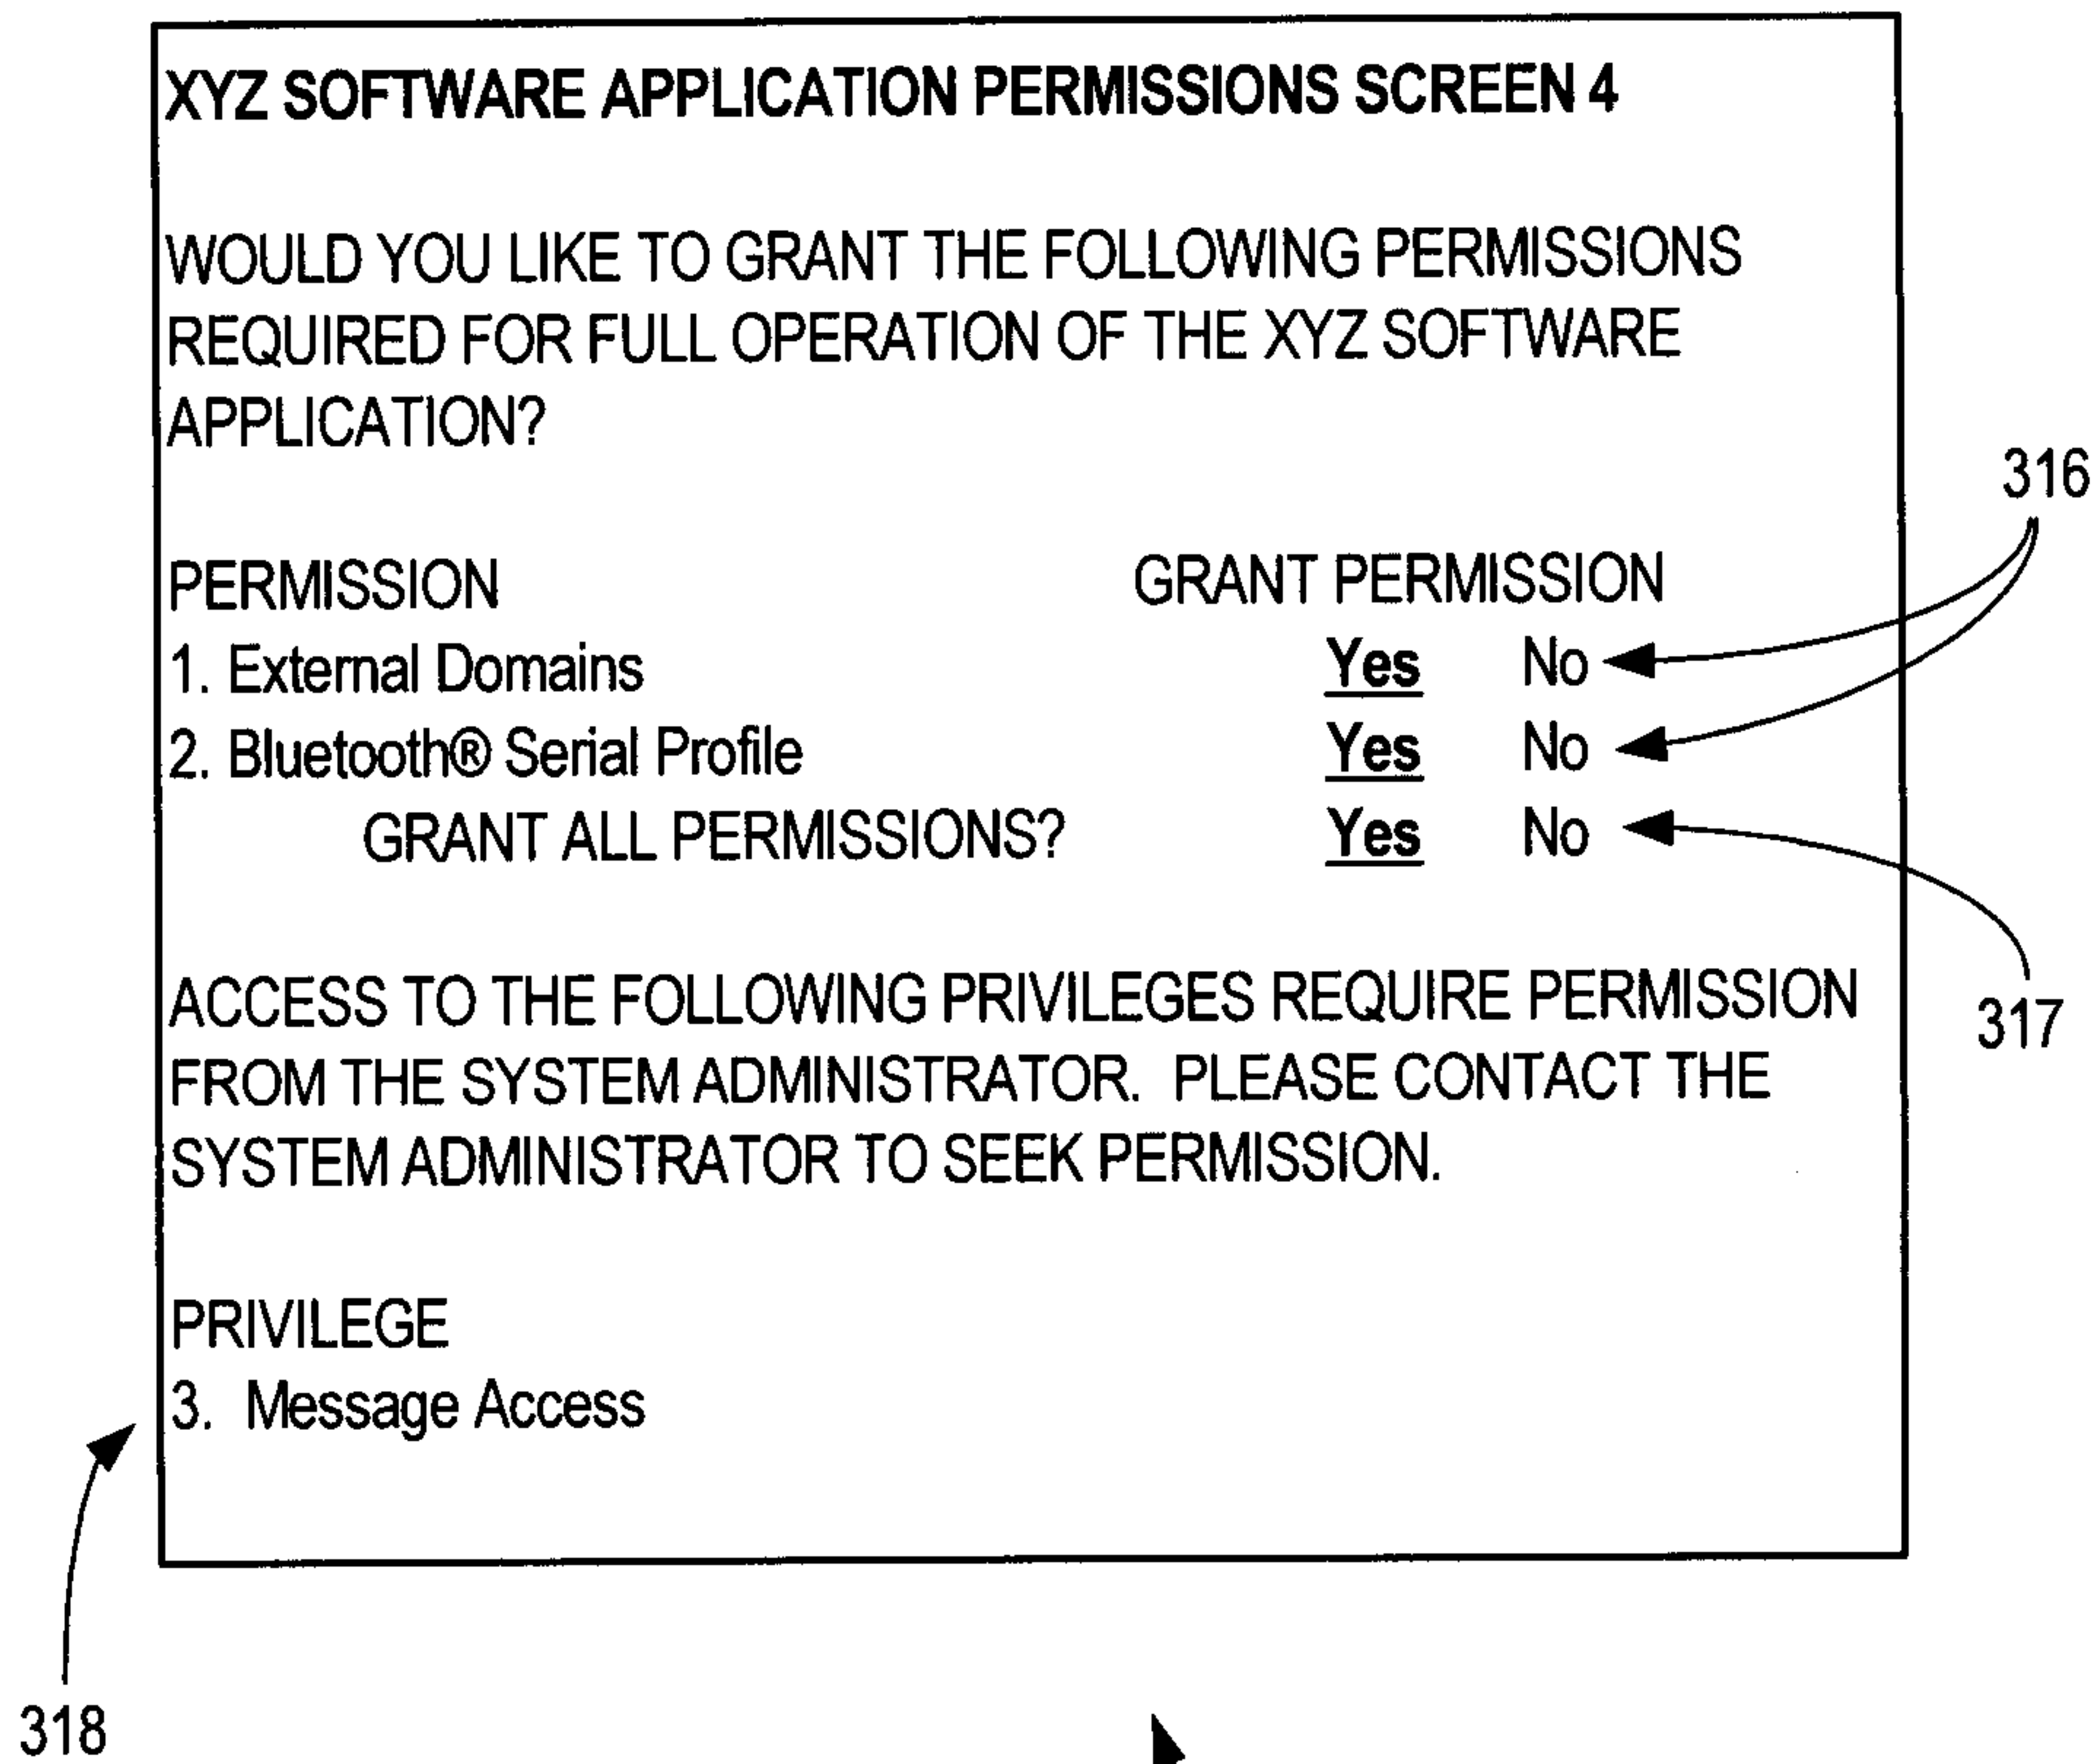 XYZ SOFTWARE APPLICATION PERMISSIONS SCREEN 4
WOULD YOU LIKE TO GRANT THE FOLLOWING PERMISSIONS
REQUIRED FOR FULL OPERATION OF THE XYZ SOFTWARE
APPLICATION?
316
PERMISSION GRANT PERMISSION
1. External Domains Yes No
2. Bluetooth® Serial Profile Yes No
GRANT ALL PERMISSIONS? Yes No
ACCESS TO THE FOLLOWING PRIVILEGES REQUIRE PERMISSION
317
FROM THE SYSTEM ADMINISTRATOR. PLEASE CONTACT THE
SYSTEM ADMINISTRATOR TO SEEK PERMISSION.
PRIVILEGE
3. Message Access
318